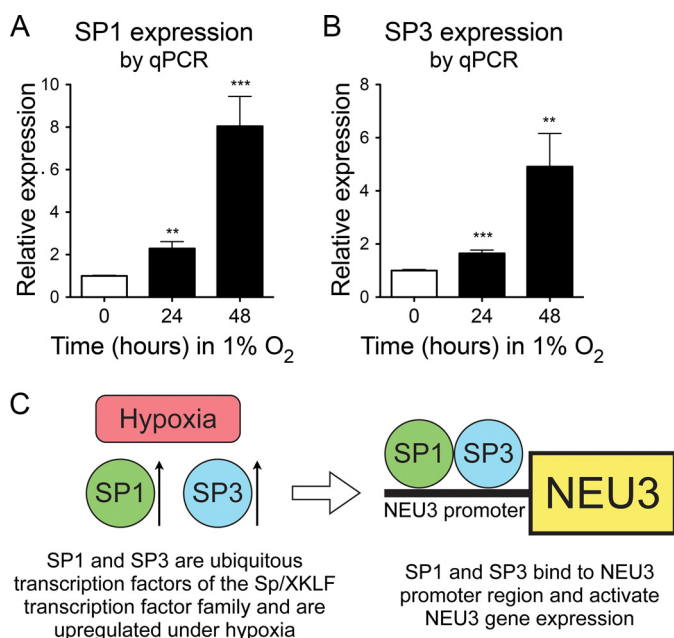 A
SP1 expression
by qPCR
Relative expression
10
8
6
4
2
0
**
***
0 24 48
Time (hours) in 1% O₂
B
SP3 expression
by qPCR
Relative expression
8
6
4
2
0
***
**
0 24 48
Time (hours) in 1% O₂
C
Hypoxia
SP1 SP3
SP1 and SP3 are ubiquitous
transcription factors of the Sp/XKLF
transcription factor family and are
upregulated under hypoxia
SP1 SP3
NEU3 promoter
NEU3
SP1 and SP3 bind to NEU3
promoter region and activate
NEU3 gene expression